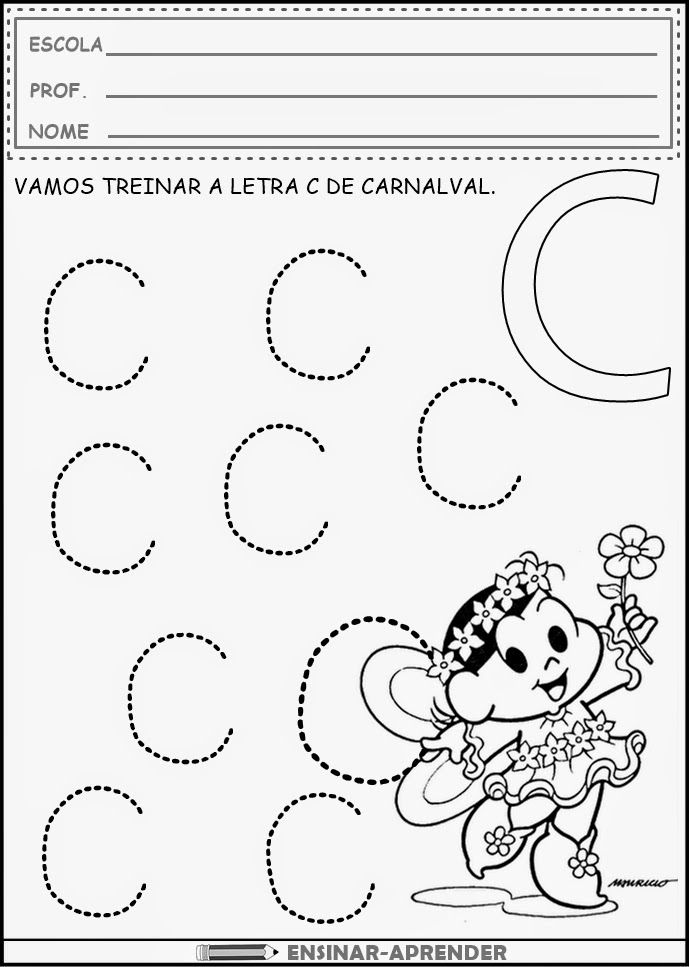 ESCOLA
PROF.
NOME
VAMOS TREINAR A LETRA C DE CARNALVAL.
C
C C
C
C C
C C
C C
MAURICIO
ENSINAR-APRENDER